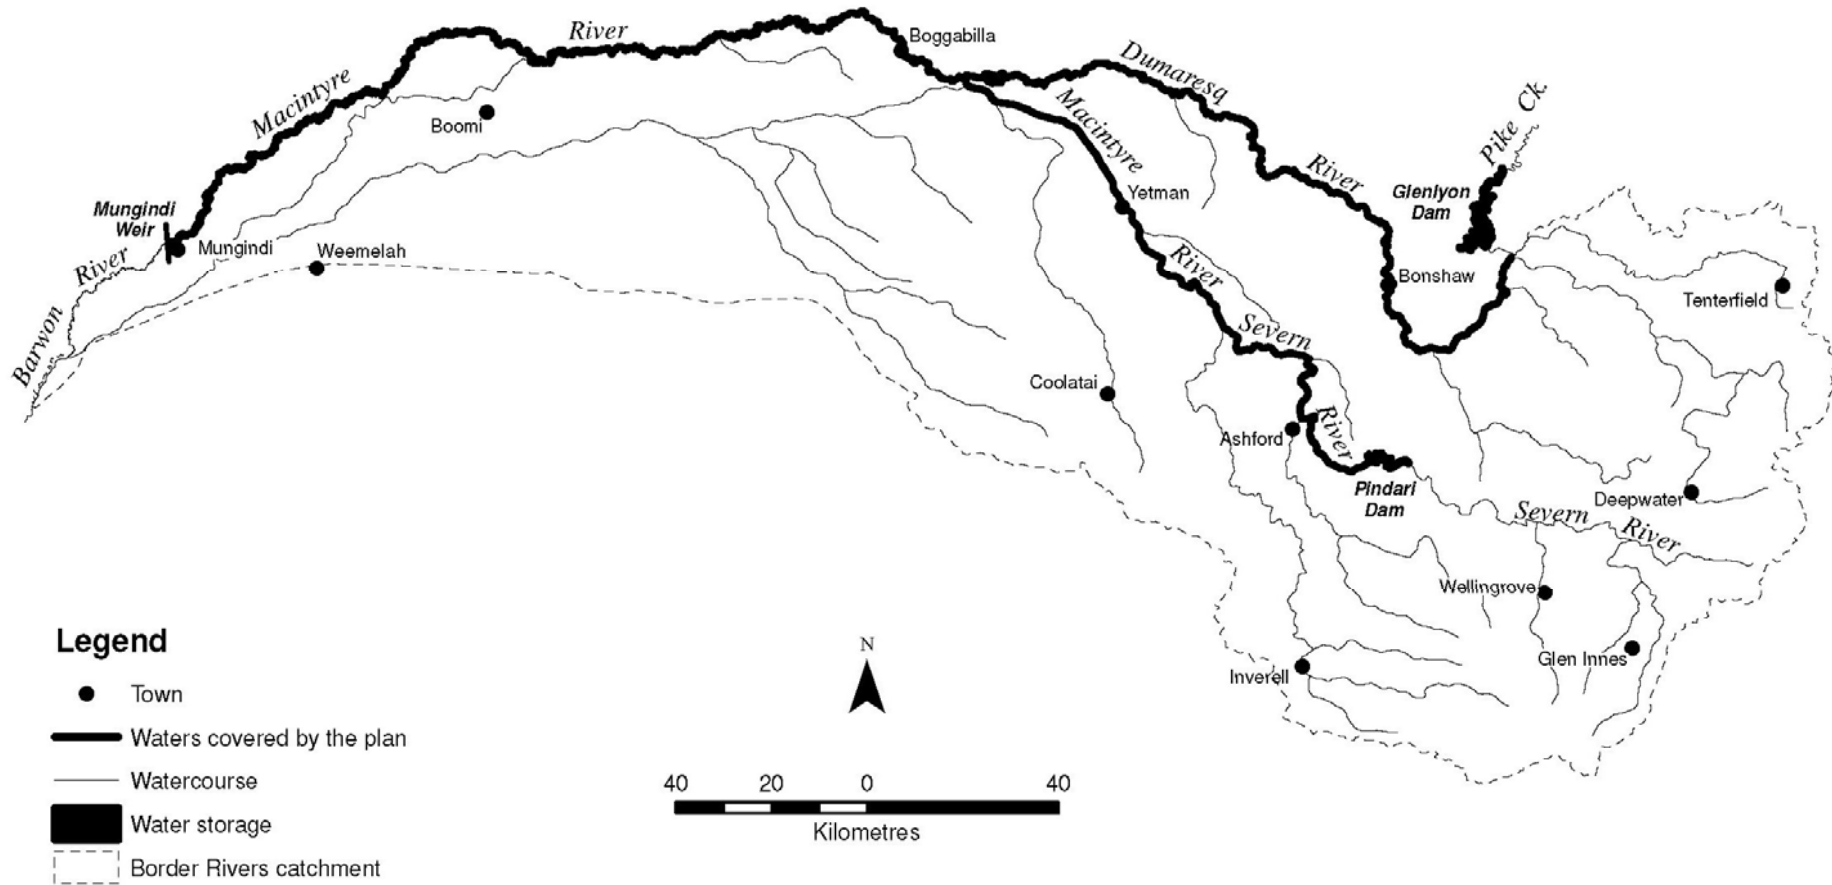 River
Boggabilla
Dumaresq
Macintyre
Macintyre
Pike Ck.
Boomi
River
Glenlyon
Dam
Yetman
Mungindi
Weir
Mungindi
River
Weemelah
River
Bonshaw
Tenterfield
Barwon
Severn
Coolatai
River
Ashford
Pindari
Dam
Deepwater
Severn
River
Wellingrove
Glen Innes
Inverell
Legend
Town
Waters covered by the plan
Watercourse
Water storage
Border Rivers catchment
N
40 20 0 40
Kilometres